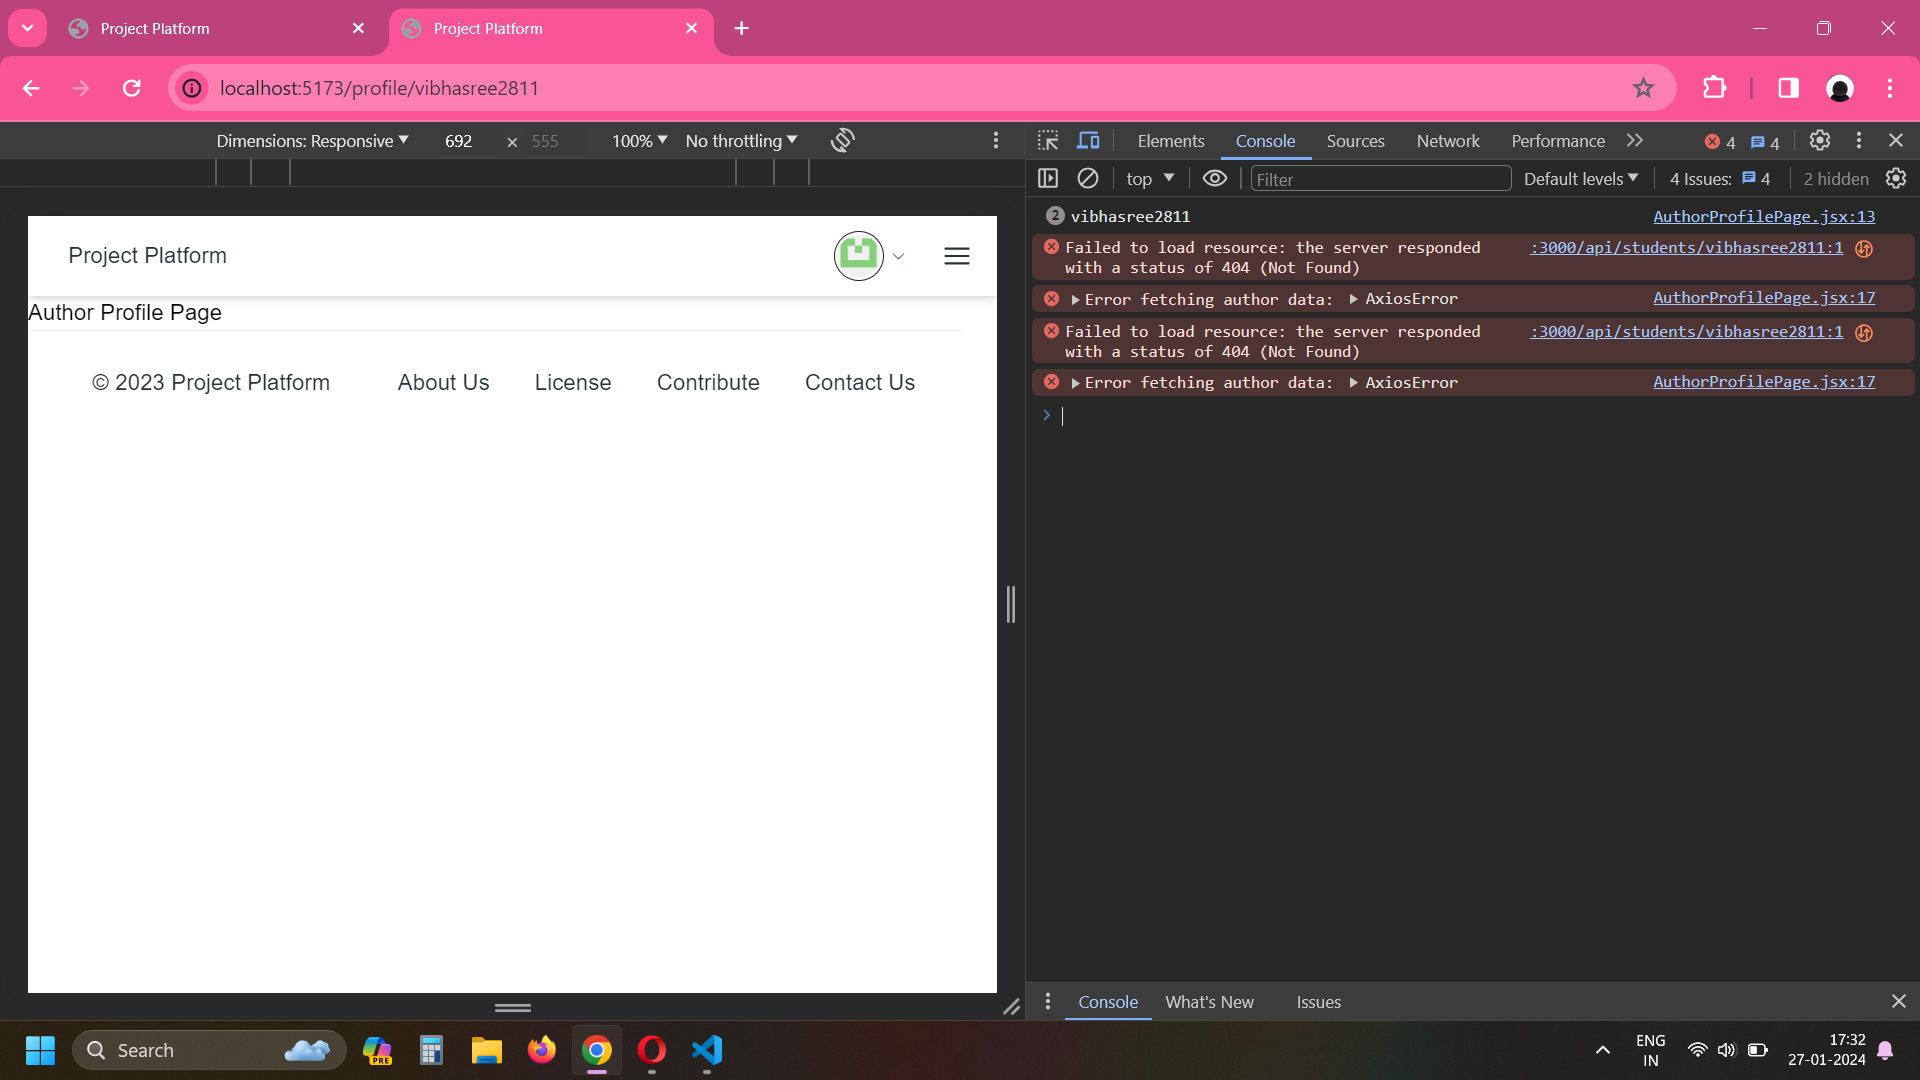 Project Platform
Project Platform
localhost:5173/profile/vibhasree2811
Dimensions: Responsive 692 × 555 100% No throttling
Elements Console Sources Network Performance 4 4
top Filter Default levels 4 Issues: 4 2 hidden
Project Platform
Author Profile Page
© 2023 Project Platform About Us License Contribute Contact Us
2 vibhasree2811 AuthorProfilePage.jsx:13
Failed to load resource: the server responded :3000/api/students/vibhasree2811:1
with a status of 404 (Not Found)
Error fetching author data: AxiosError AuthorProfilePage.jsx:17
Failed to load resource: the server responded :3000/api/students/vibhasree2811:1
with a status of 404 (Not Found)
Error fetching author data: AxiosError AuthorProfilePage.jsx:17
Console What's New Issues
Search PRE
ENG
IN
17:32
27-01-2024